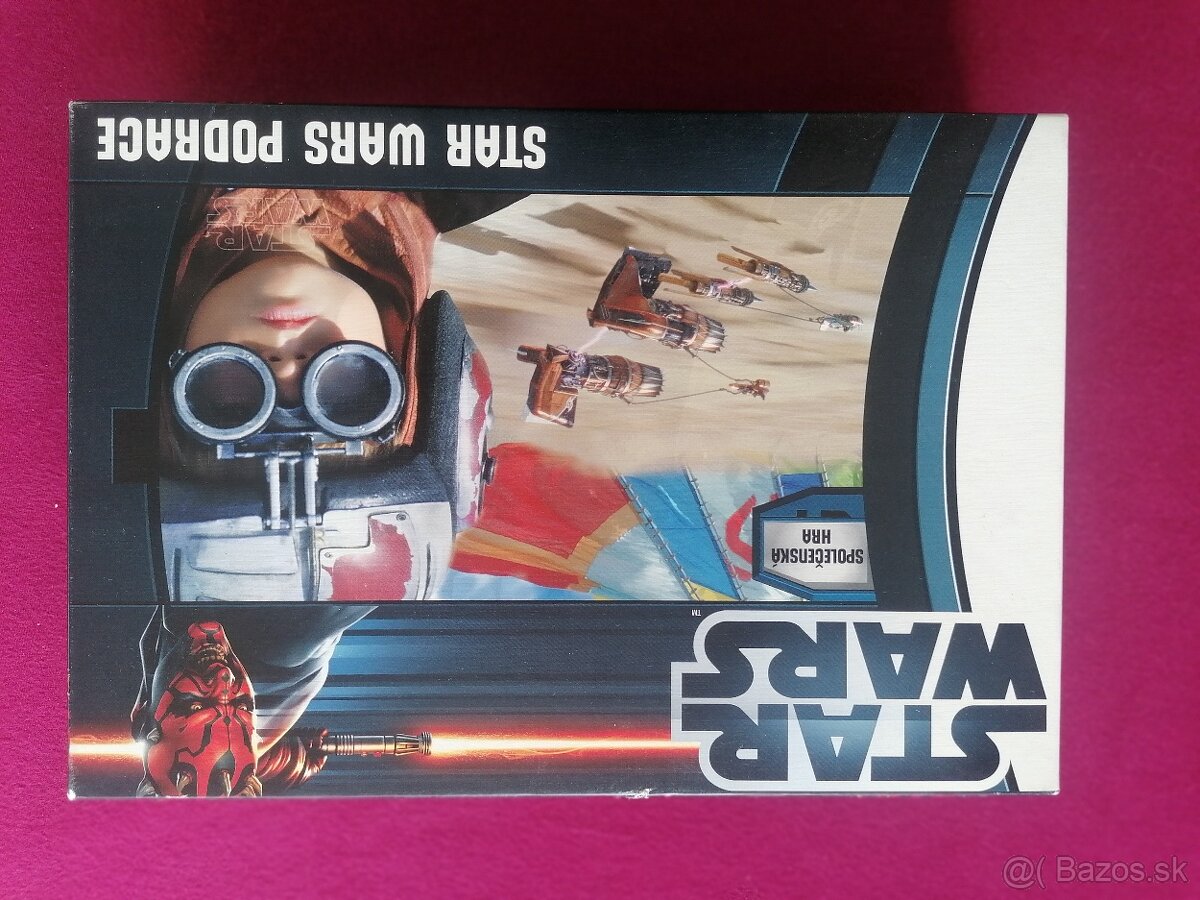 STAR
WARS
™
SPOLEČENSKÁ
HRA
STAR
WARS
STAR WARS PODRACE
@( Bazos.sk